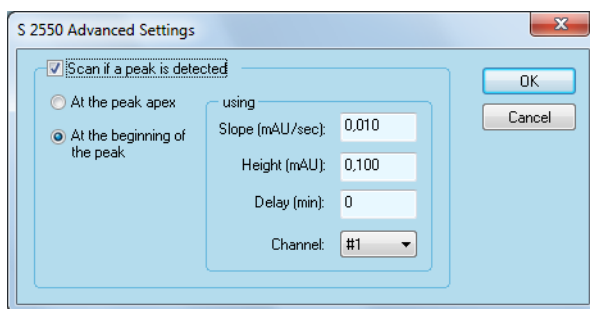 S 2550 Advanced Settings
Scan if a peak is detected
OK
At the peak apex
using
Cancel
At the beginning of
the peak
Slope (mAU/sec): 0,010
Height (mAU): 0,100
Delay (min): 0
Channel: #1